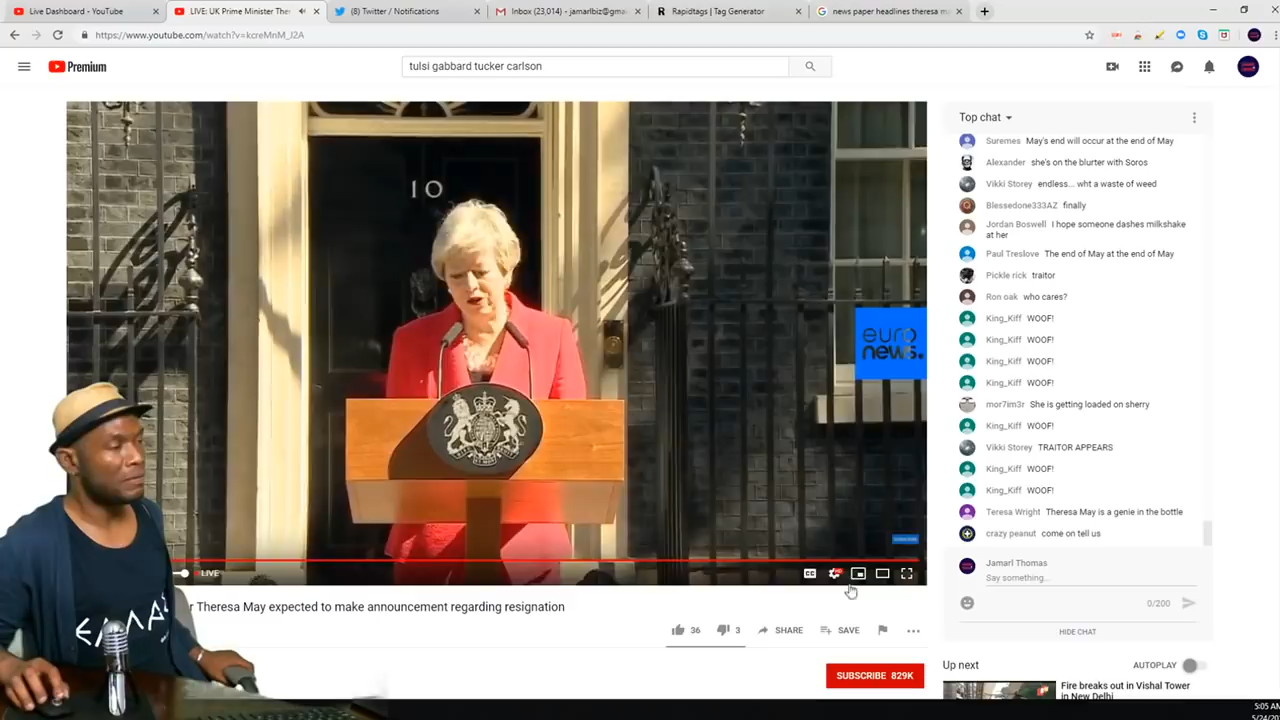 Live Dashboard - YouTube
LIVE: UK Prime Minister The
(8) Twitter / Notifications
Inbox (23,014) - jamarlbiz@gma
Rapidtags | Tag Generator
news paper headlines theresa m
https://www.youtube.com/watch?v=kcreMnM_J2A
Premium
tulsi gabbard tucker carlson
10
euro
news.
SUBSCRIBE
LIVE
r Theresa May expected to make announcement regarding resignation
36
3
SHARE
SAVE
SUBSCRIBE 829K
Top chat
Suremes May's end will occur at the end of May
Alexander she's on the blurter with Soros
Vikki Storey endless... wht a waste of weed
Blessedone333AZ finally
Jordan Boswell I hope someone dashes milkshake
at her
Paul Treslove The end of May at the end of May
Pickle rick traitor
Ron oak who cares?
King_Kiff WOOF!
King_Kiff WOOF!
King_Kiff WOOF!
King_Kiff WOOF!
mor7im3r She is getting loaded on sherry
King_Kiff WOOF!
Vikki Storey TRAITOR APPEARS
King_Kiff WOOF!
King_Kiff WOOF!
Teresa Wright Theresa May is a genie in the bottle
crazy peanut come on tell us
Jamarl Thomas
Say something...
0/200
HIDE CHAT
Up next
AUTOPLAY
Fire breaks out in Vishal Tower
in New Delhi
5:05 AM
5/24/20